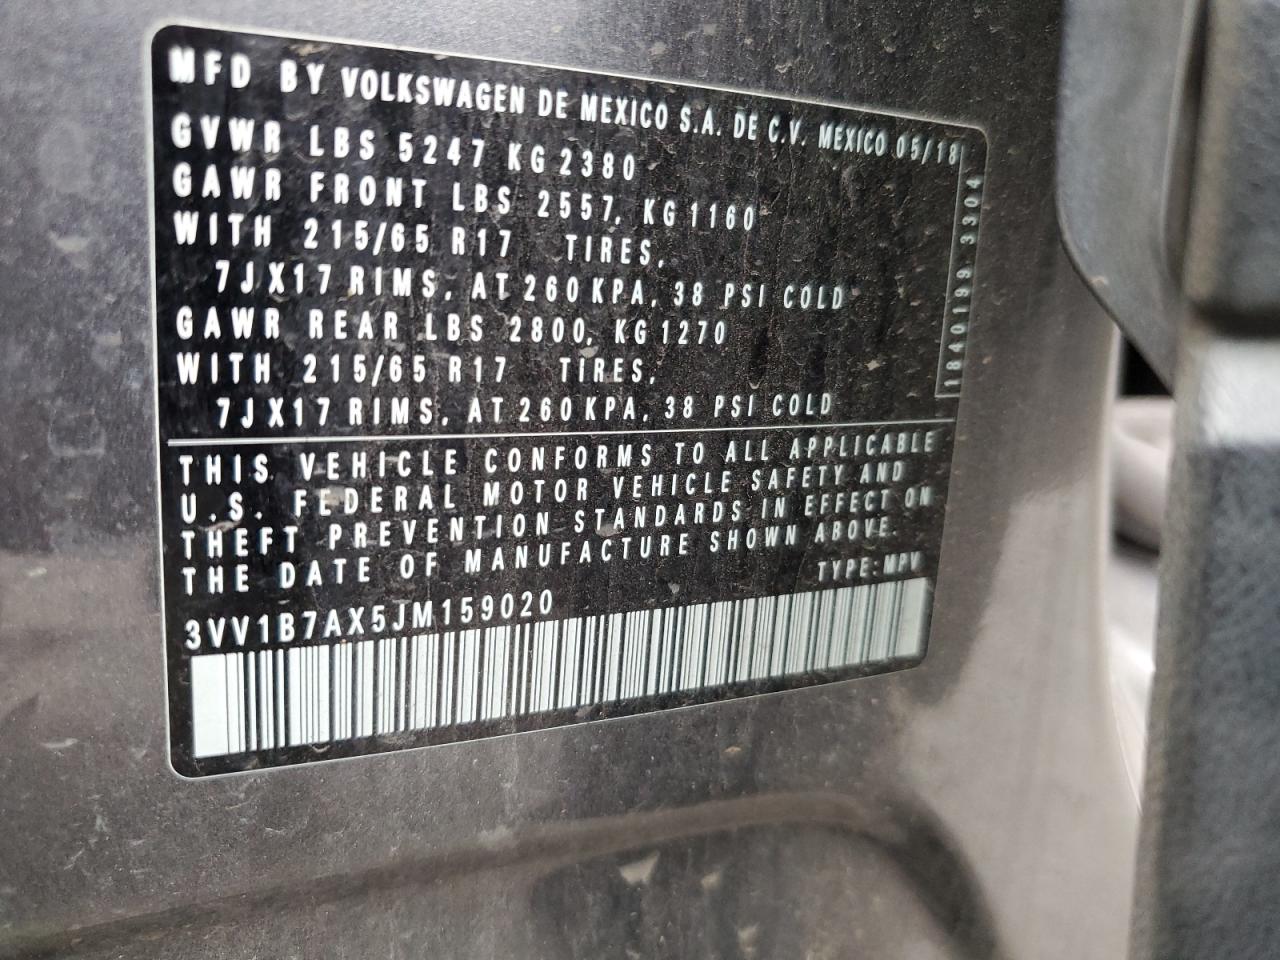 MFD BY VOLKSWAGEN DE MEXICO S.A. DE C.V. MEXICO 05/18
GVWR LBS 5247 KG 2380
GAWR FRONT LBS 2557, KG 1160
WITH 215/65 R17 TIRES,
7JX17 RIMS, AT 260 KPA, 38 PSI COLD
GAWR REAR LBS 2800, KG 1270
WITH 215/65 R17 TIRES,
7JX17 RIMS, AT 260 KPA, 38 PSI COLD
1840199 3304
THIS VEHICLE CONFORMS TO ALL APPLICABLE
U.S. FEDERAL MOTOR VEHICLE SAFETY AND
THEFT PREVENTION STANDARDS IN EFFECT ON
THE DATE OF MANUFACTURE SHOWN ABOVE.
TYPE: MPV
3VV1B7AX5JM159020